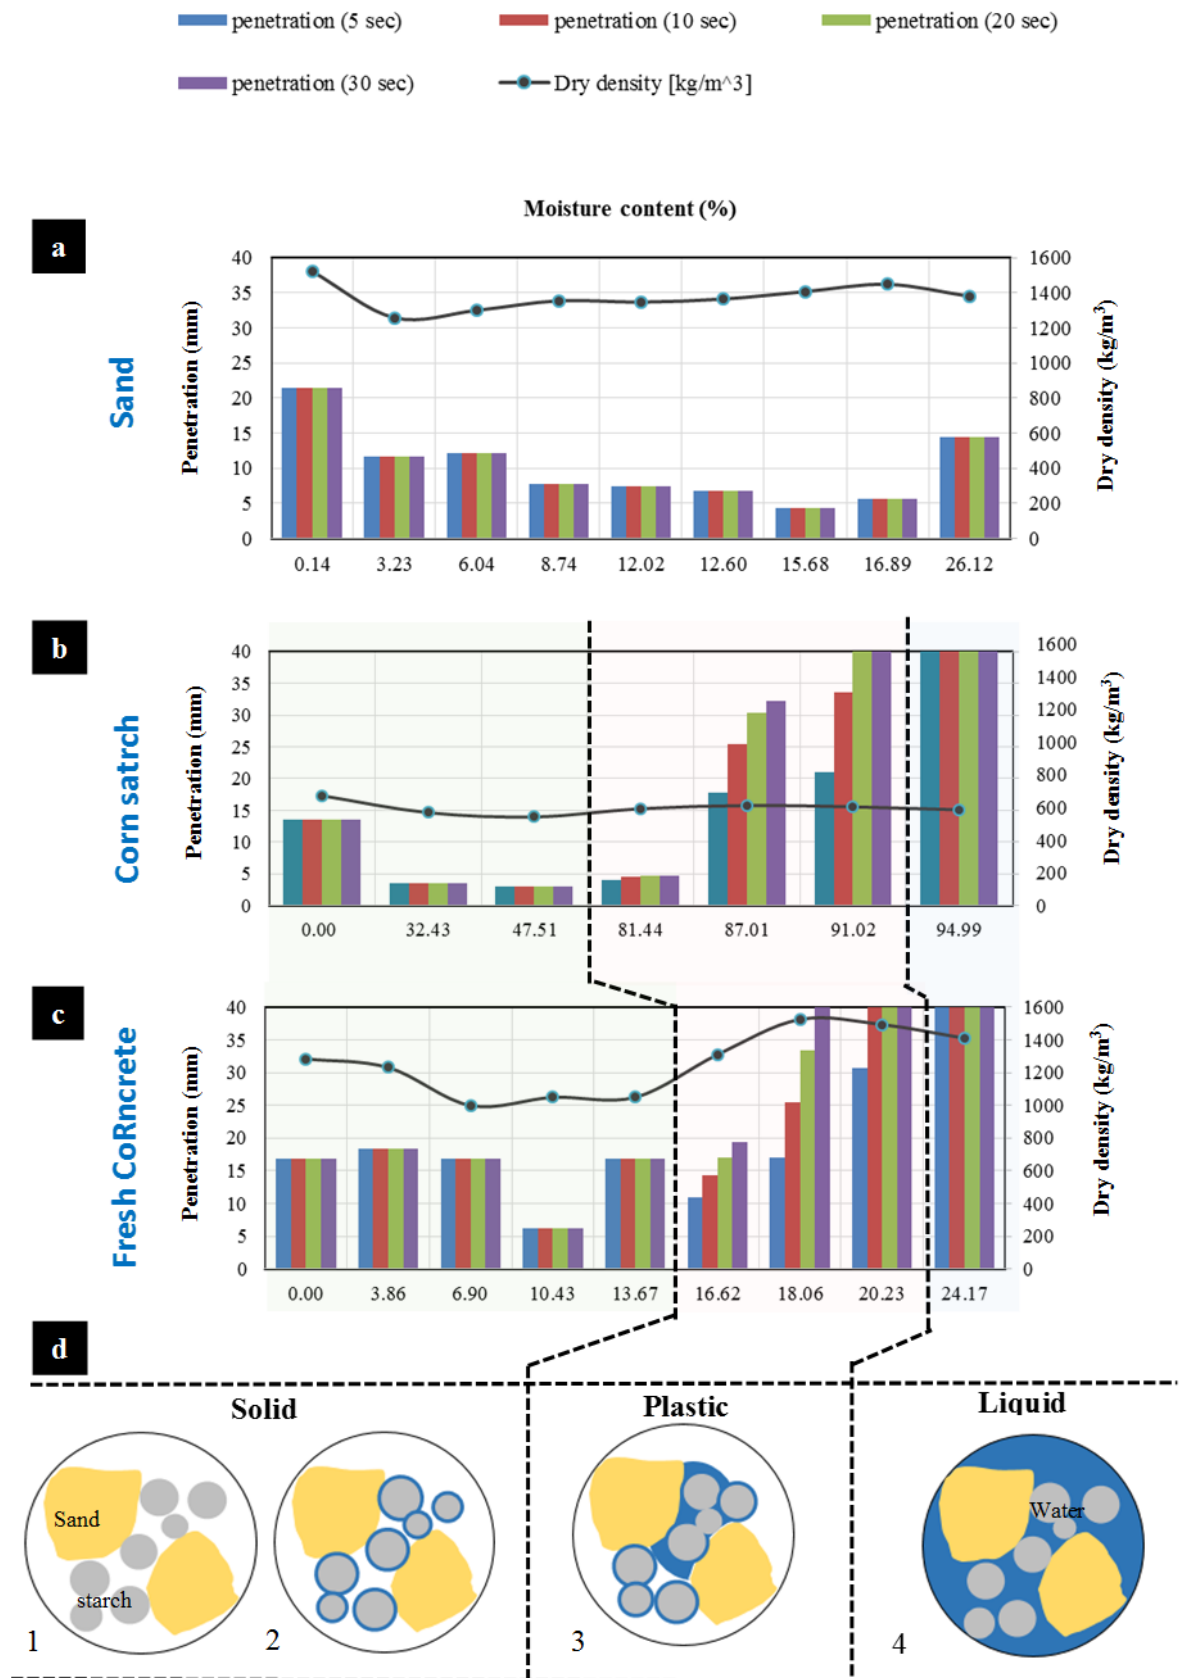 penetration (5 sec) penetration (10 sec) penetration (20 sec)
penetration (30 sec) Dry density [kg/m^3]
Moisture content (%)
a
Sand
Penetration (mm)
40
35
30
25
20
15
10
5
0
1600
1400
1200
1000
800
600
400
200
0
Dry density (kg/m³)
0.14 3.23 6.04 8.74 12.02 12.60 15.68 16.89 26.12
b
Corn satrch
Penetration (mm)
40
35
30
25
20
15
10
5
0
1600
1400
1200
1000
800
600
400
200
0
Dry density (kg/m³)
0.00 32.43 47.51 81.44 87.01 91.02 94.99
c
Fresh CoRncrete
Penetration (mm)
40
35
30
25
20
15
10
5
0
1600
1400
1200
1000
800
600
400
200
0
Dry density (kg/m³)
0.00 3.86 6.90 10.43 13.67 16.62 18.06 20.23 24.17
d
Solid Plastic Liquid
Sand
starch
Water
1 2 3 4